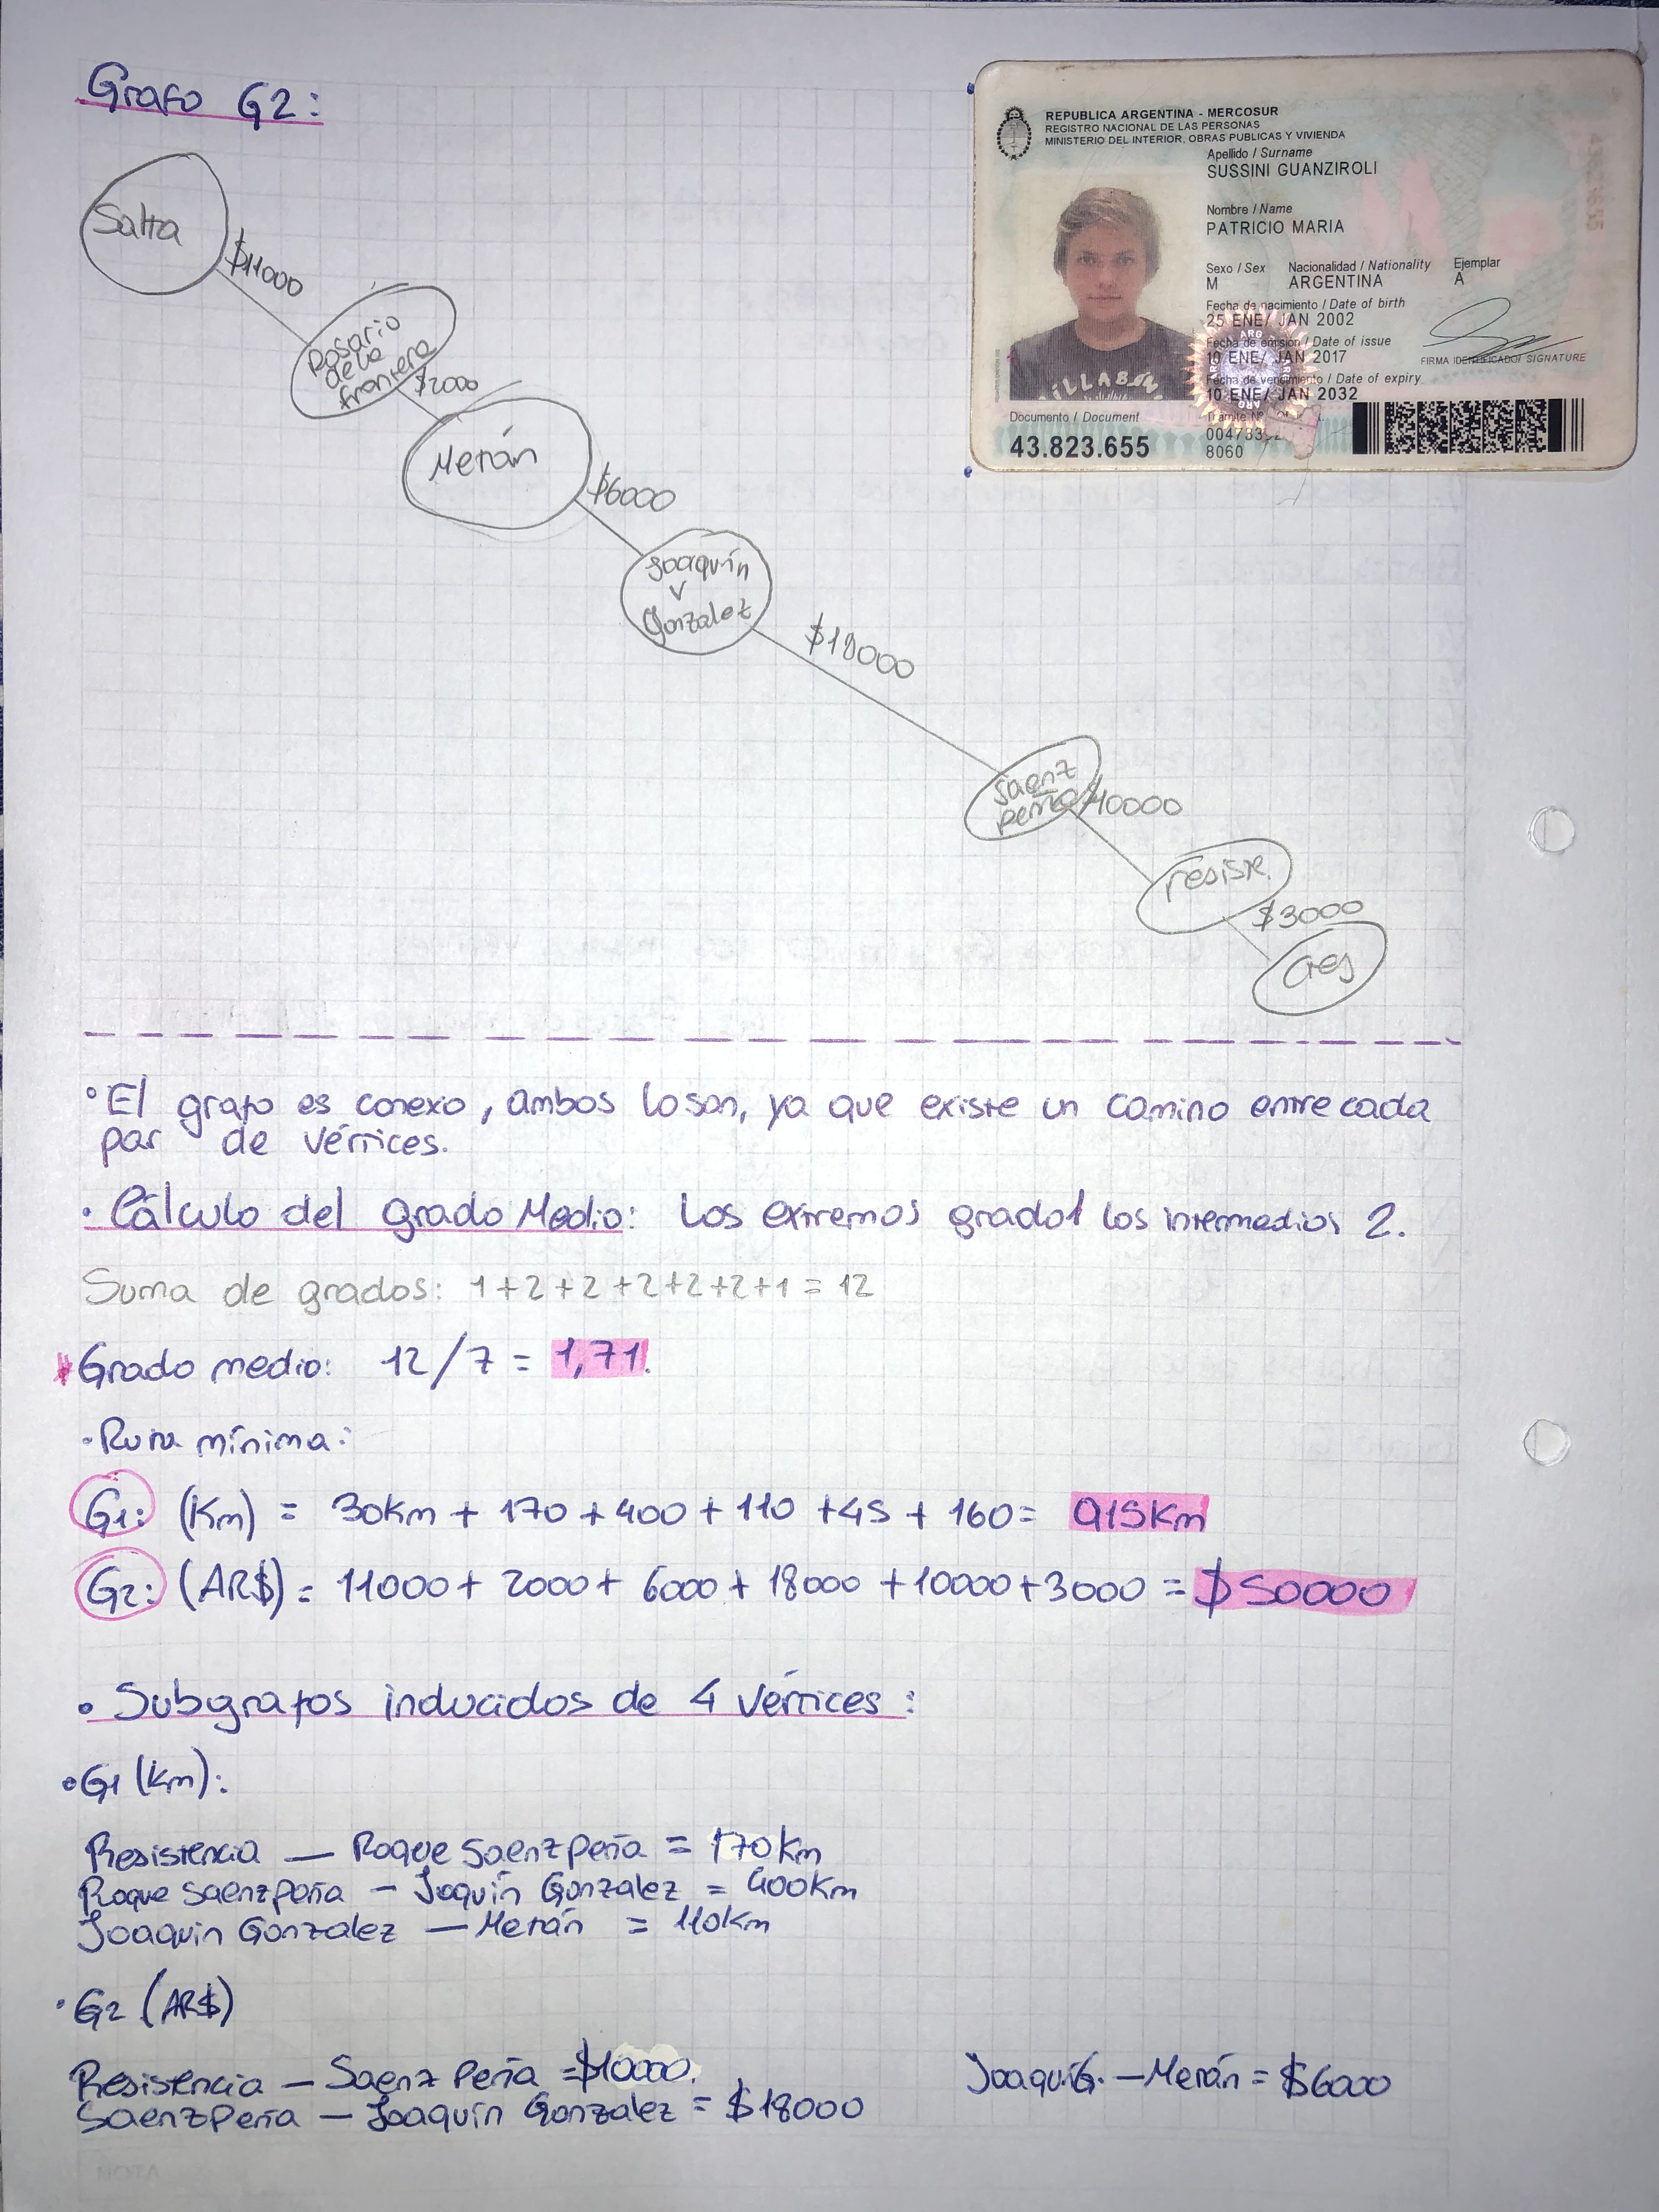 Grafo G2:
REPUBLICA ARGENTINA - MERCOSUR
REGISTRO NACIONAL DE LAS PERSONAS
MINISTERIO DEL INTERIOR, OBRAS PUBLICAS Y VIVIENDA
Apellido / Surname
SUSSINI GUANZIROLI
Nombre / Name
PATRICIO MARIA
Sexo / Sex Nacionalidad / Nationality Ejemplar
M ARGENTINA A
Fecha de nacimiento / Date of birth
25 ENE/ JAN 2002
Fecha de emisión / Date of issue
10 ENE/ JAN 2017
FIRMA IDENTIFICADO / SIGNATURE
Fecha de vencimiento / Date of expiry
10 ENE/ JAN 2032
Documento / Document
43.823.655
Trámite Nº
8060
Salta
$11000
Rosario
de la
frontera
$2000
Metán
$6000
Joaquín
V
Gonzalez
$18000
Saenz
peña
$10000
resiste.
$3000
Ctes
°El grafo es conexo, ambos lo son, ya que existe un camino entre cada
par de vértices.
• Cálculo del grado Medio: Los extremos grado 1 los intermedios 2.
Suma de grados: 1+2+2+2+2+2+1=12
Grado medio: 12/7 = 1,71.
-Ruta mínima:
G1: (Km) = 30km + 170 +400 +110 +45 + 160= 915Km
G2: (AR$) = 11000+ 2000+ 6000+ 18000 +10000+3000 = $50000
• Subgrafos inducidos de 4 vértices:
•G1 (km):
Resistencia — Roque Saenz peña = 170km
Roque saenz peña - Joquín Gonzalez = 400Km
Joaquin Gonzalez — Metán = 110km
•G2 (AR$)
Resistencia — Saenz Peña =$10000. Joaquín G. — Metán = $6000
Saenz Peña — Joaquín Gonzalez = $18000